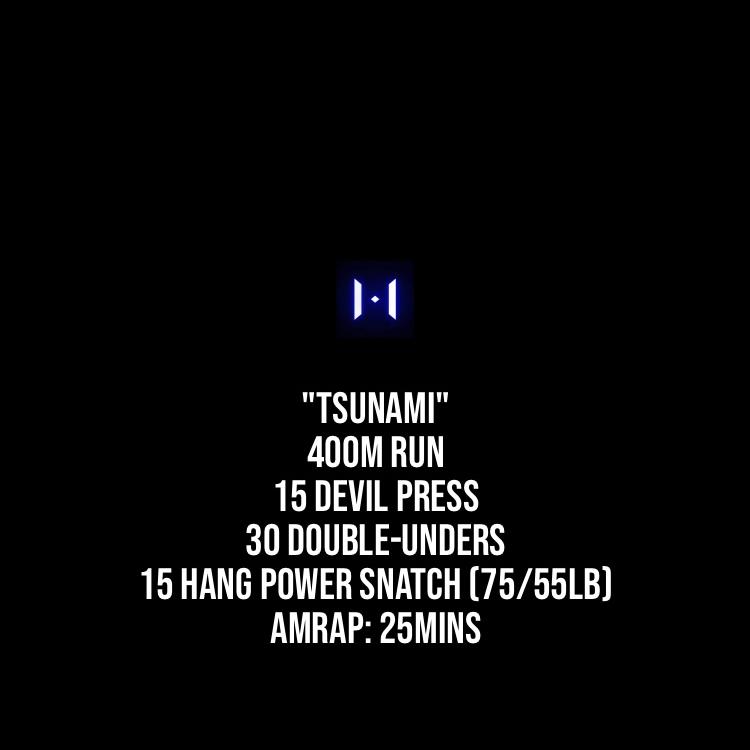 "TSUNAMI"
400M RUN
15 DEVIL PRESS
30 DOUBLE-UNDERS
15 HANG POWER SNATCH (75/55LB)
AMRAP: 25MINS